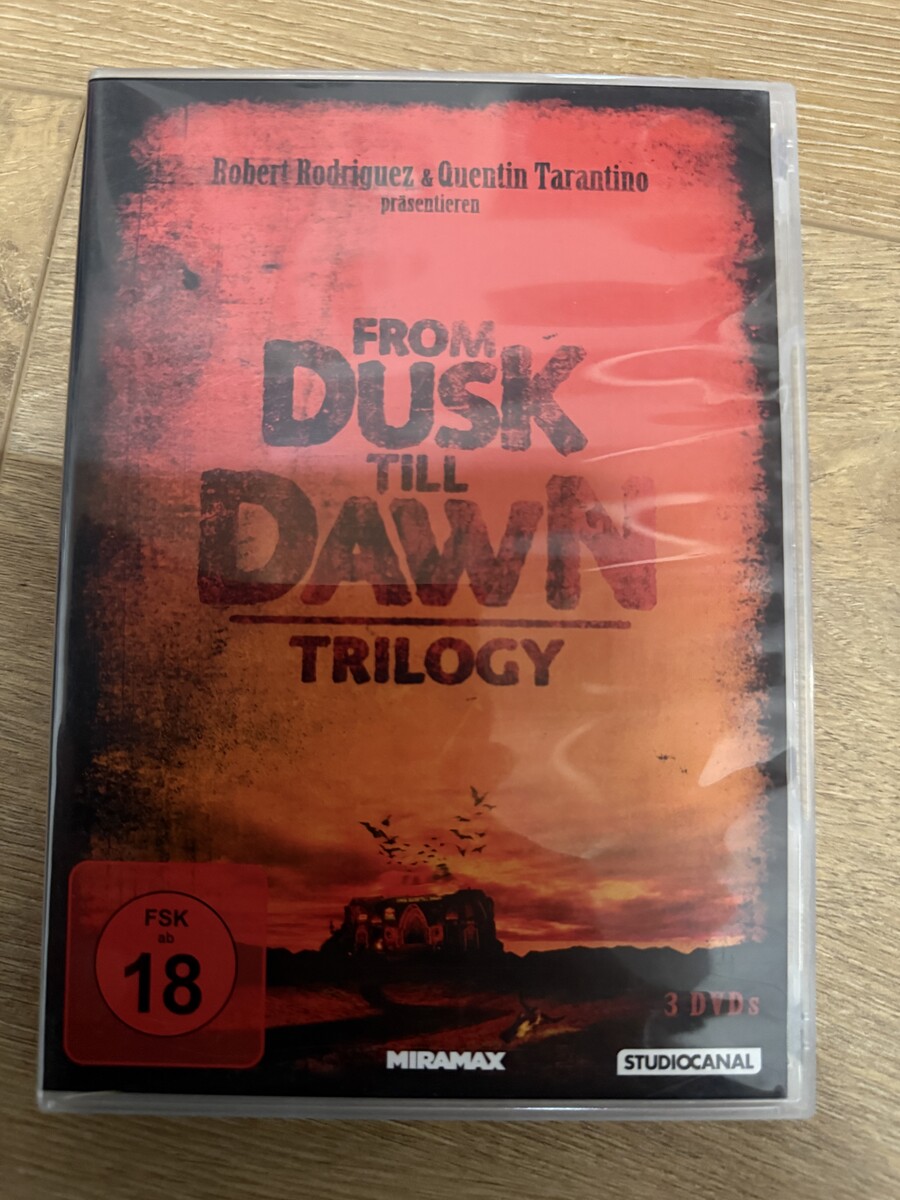 Robert Rodriguez & Quentin Tarantino
präsentieren
FROM
DUSK
TILL
DAWN
TRILOGY
FSK
ab
18
3 DVDs
MIRAMAX
STUDIOCANAL